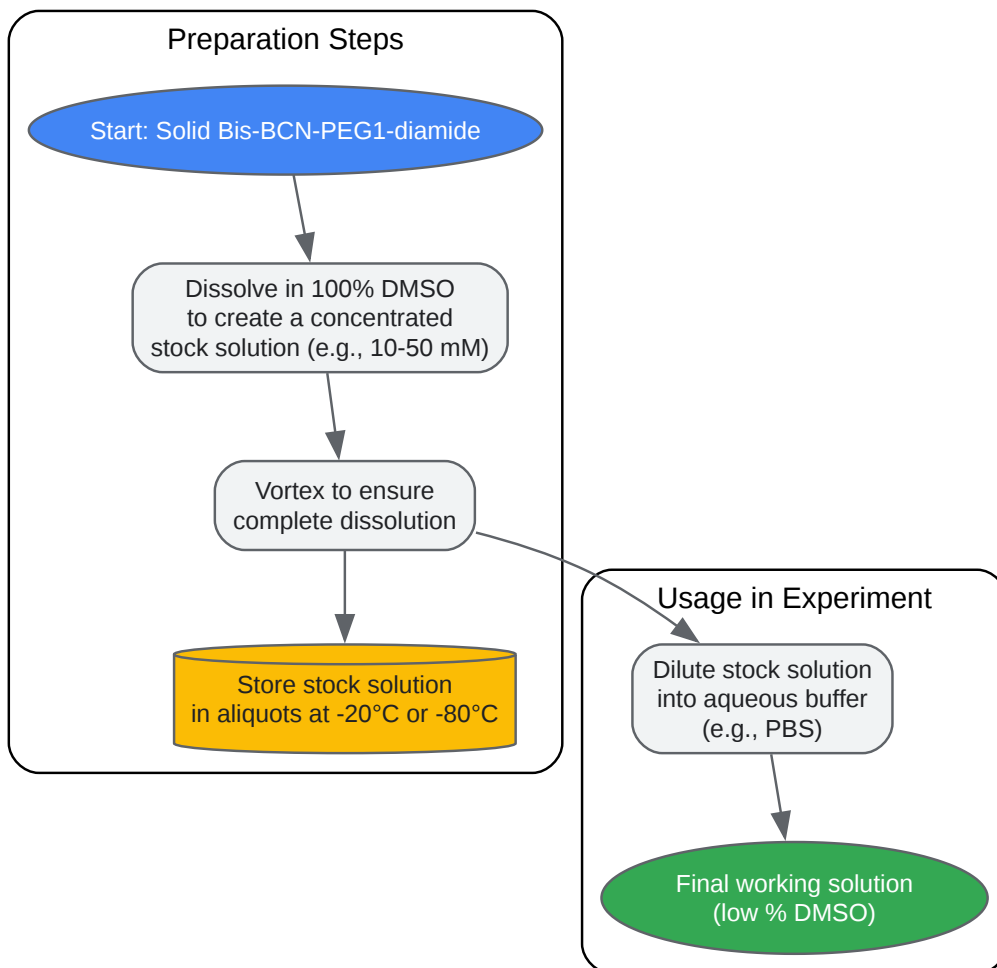 Preparation Steps
Start: Solid Bis-BCN-PEG1-diamide
Dissolve in 100% DMSO
to create a concentrated
stock solution (e.g., 10-50 mM)
Vortex to ensure
complete dissolution
Store stock solution
in aliquots at -20°C or -80°C
Usage in Experiment
Dilute stock solution
into aqueous buffer
(e.g., PBS)
Final working solution
(low % DMSO)